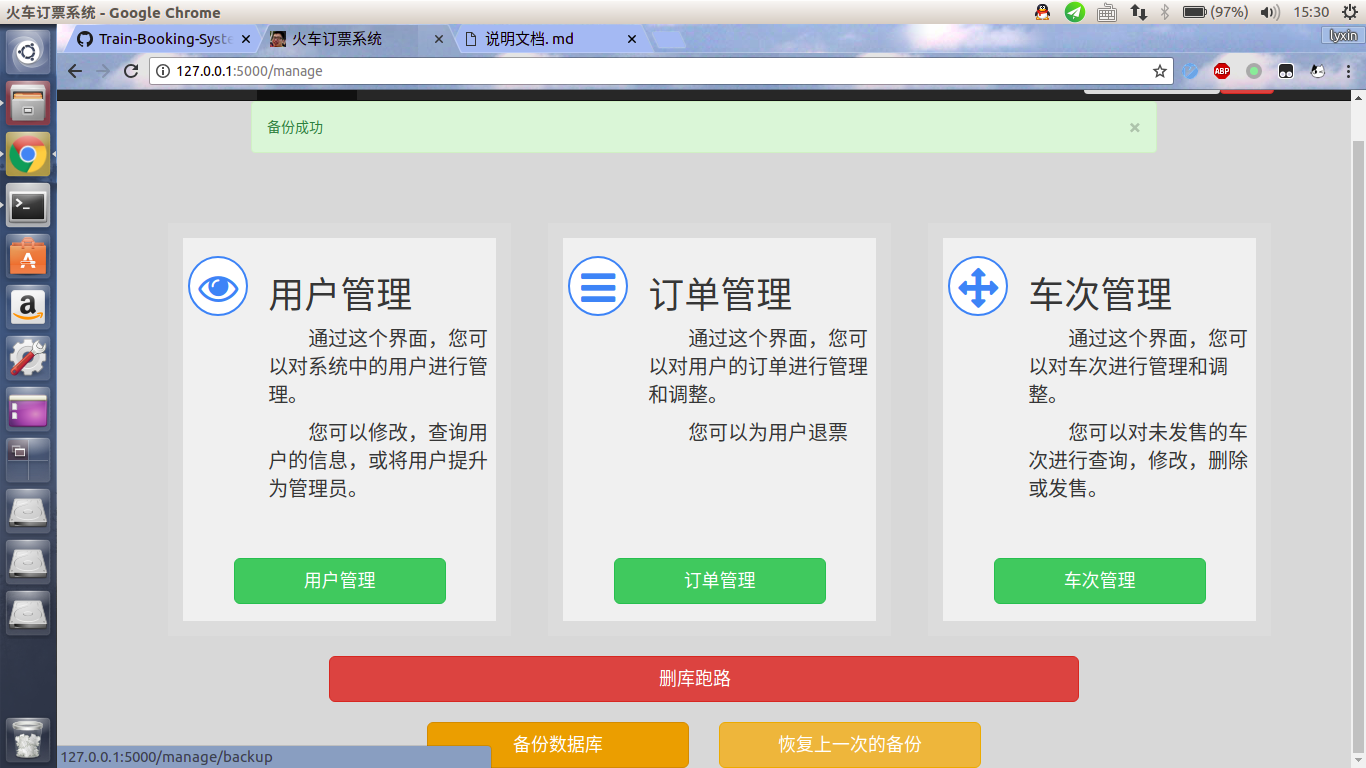 火车订票系统 - Google Chrome
(97%)
15:30
Train-Booking-Syste
火车订票系统
说明文档. md
lyxin
127.0.0.1:5000/manage
ABP
备份成功
×
用户管理
通过这个界面，您可
以对系统中的用户进行管
理。
您可以修改，查询用
户的信息，或将用户提升
为管理员。
用户管理
订单管理
通过这个界面，您可
以对用户的订单进行管理
和调整。
您可以为用户退票
订单管理
车次管理
通过这个界面，您可
以对车次进行管理和调
整。
您可以对未发售的车
次进行查询，修改，删除
或发售。
车次管理
删库跑路
备份数据库
恢复上一次的备份
127.0.0.1:5000/manage/backup